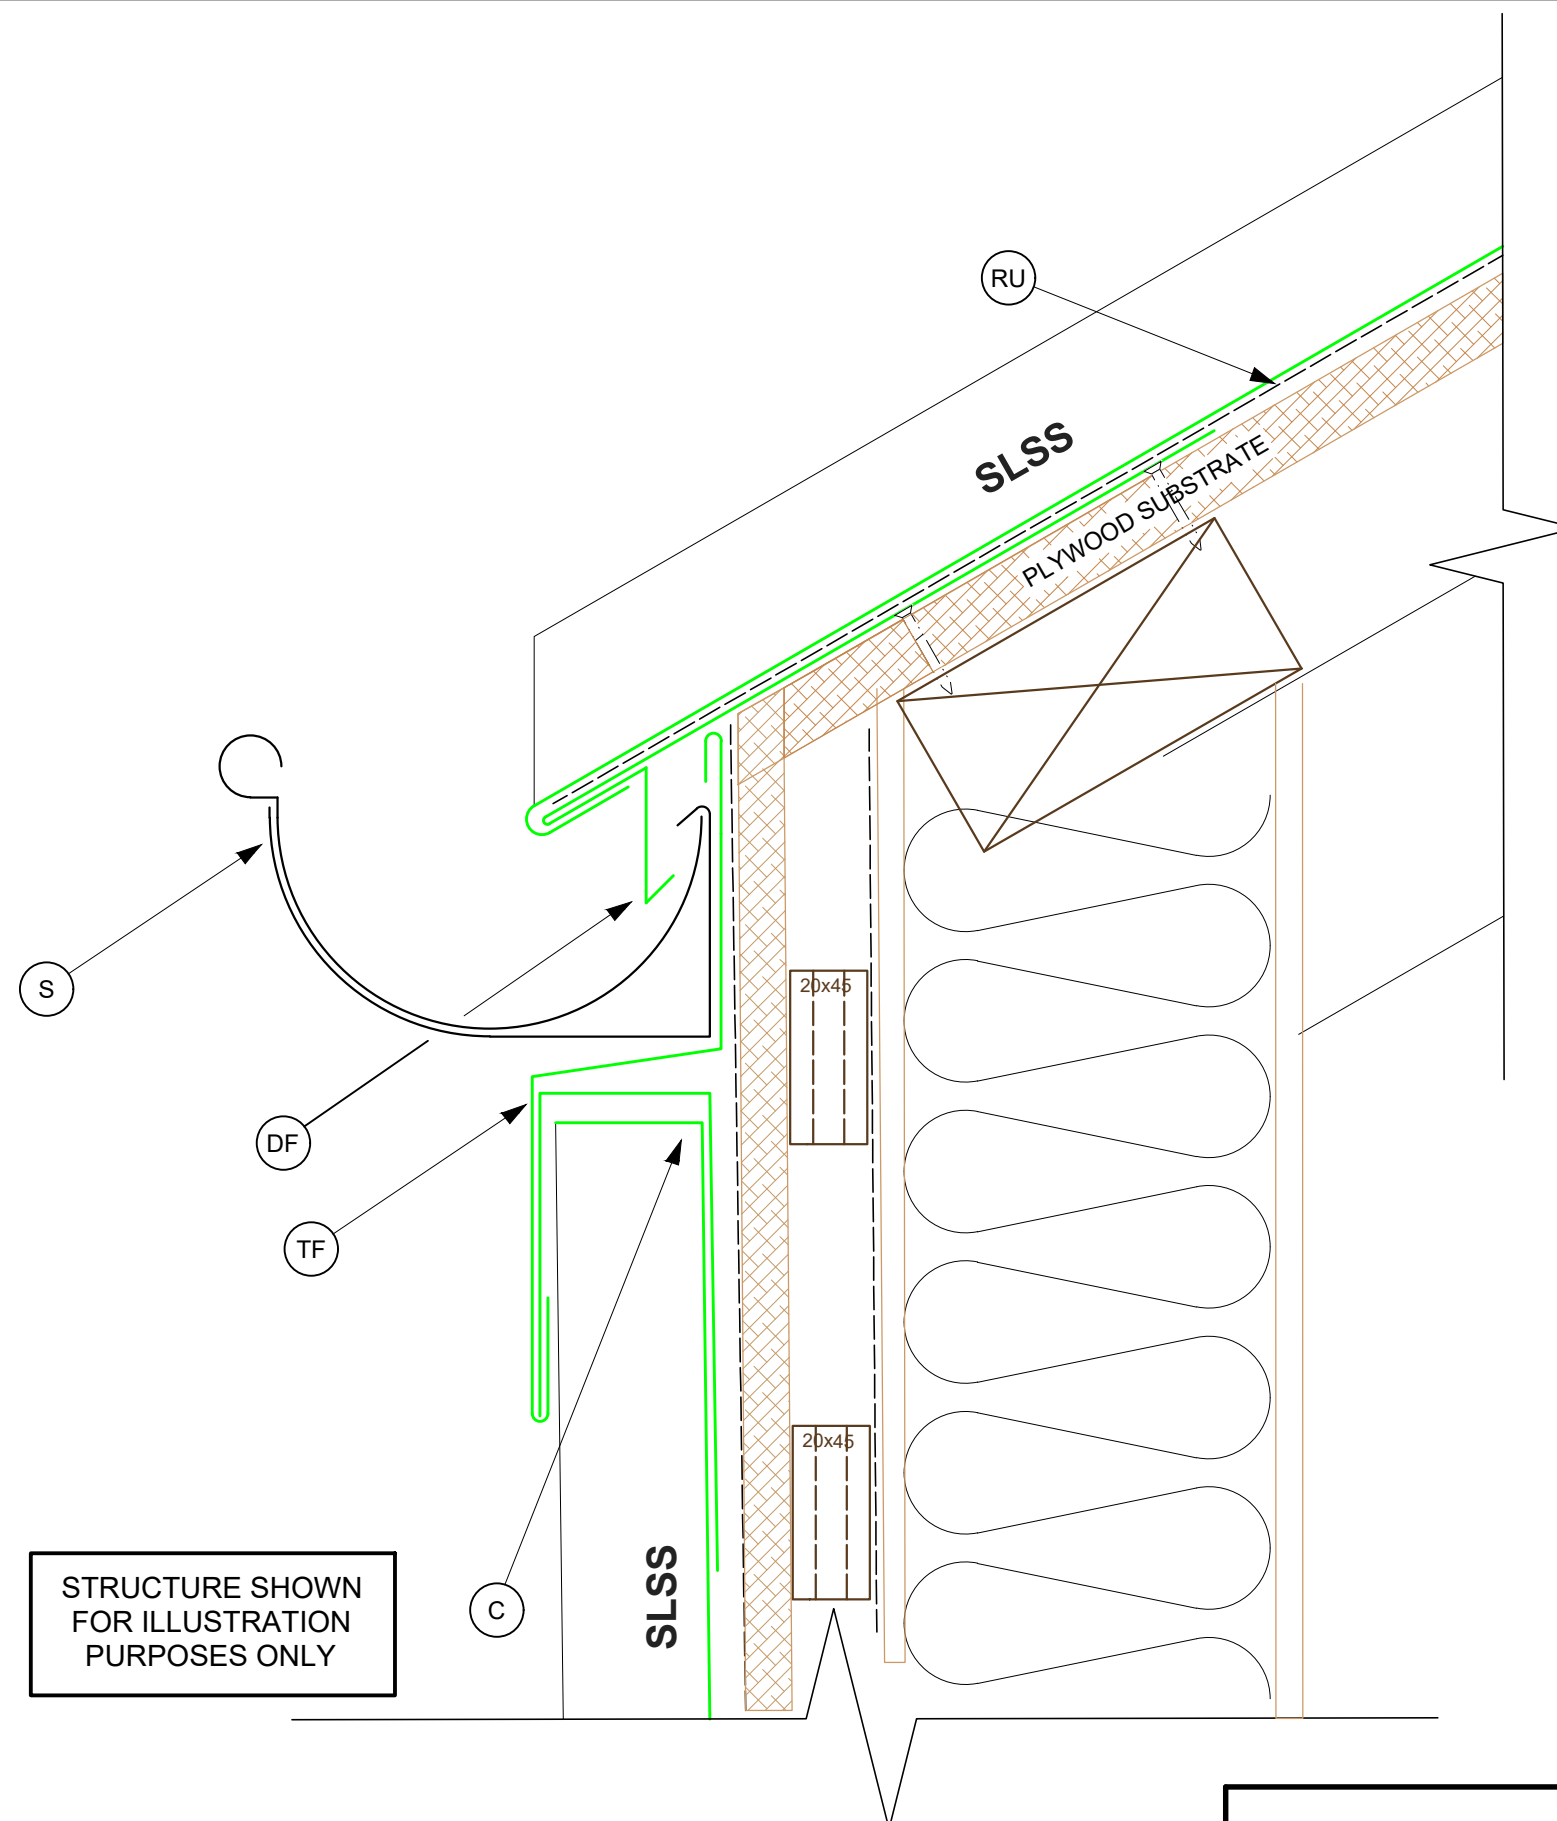 RU
SLSS
PLYWOOD SUBSTRATE
S
20x45
DF
TF
20x45
SLSS
C
STRUCTURE SHOWN
FOR ILLUSTRATION
PURPOSES ONLY